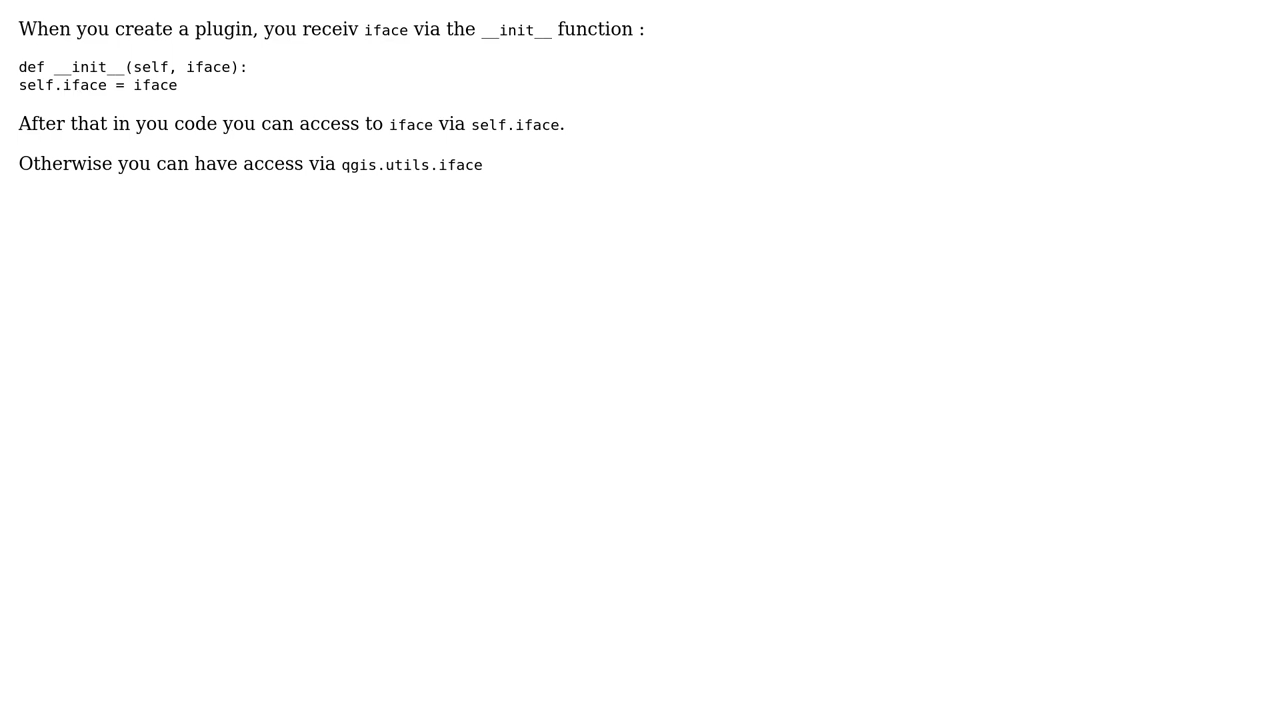 When you create a plugin, you receiv iface via the __init__ function :
def __init__(self, iface):
self.iface = iface
After that in you code you can access to iface via self.iface.
Otherwise you can have access via qgis.utils.iface